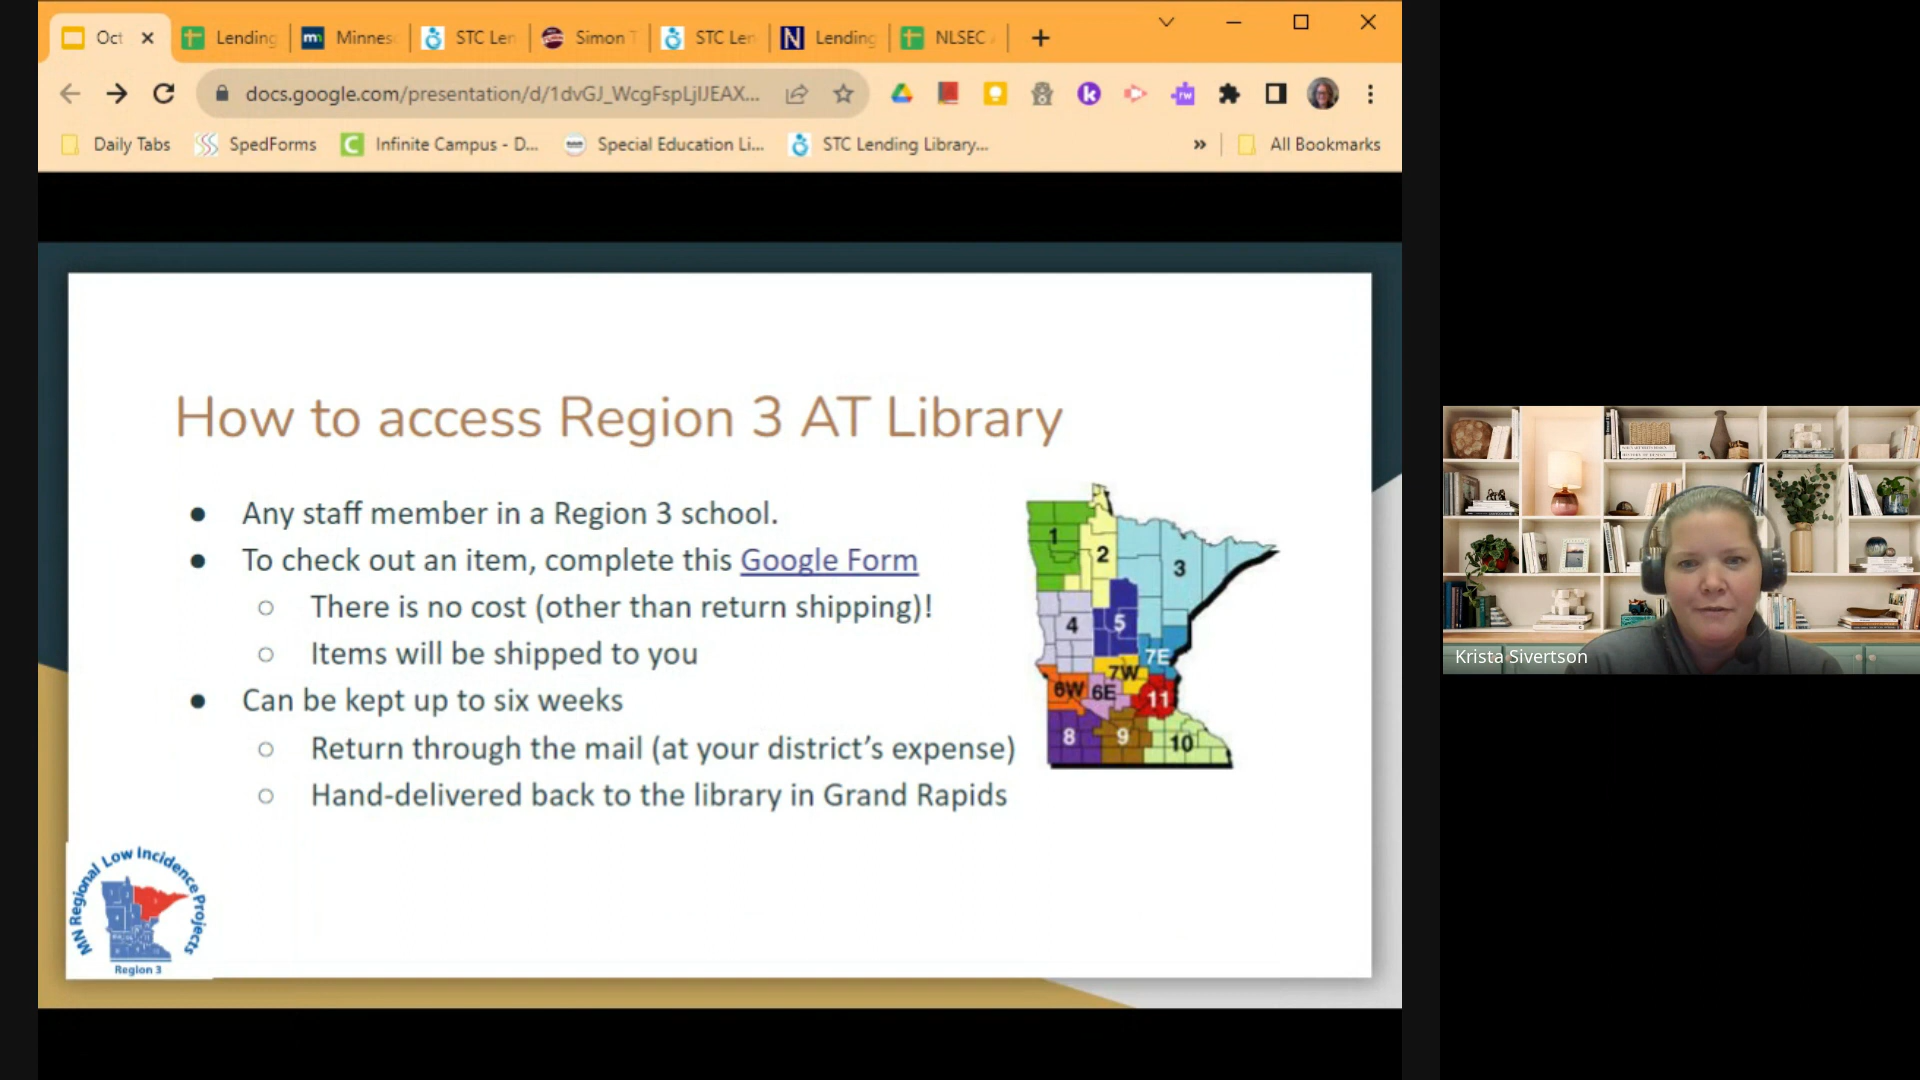 Oct
Lending
Minnes
STC Len
Simon T
STC Len
Lending
NLSEC
docs.google.com/presentation/d/1dvGJ_WcgFspLjIJEAX...
Daily Tabs
SpedForms
Infinite Campus - D...
Special Education Li...
STC Lending Library...
»
All Bookmarks
How to access Region 3 AT Library
● Any staff member in a Region 3 school.
● To check out an item, complete this Google Form
○ There is no cost (other than return shipping)!
○ Items will be shipped to you
● Can be kept up to six weeks
○ Return through the mail (at your district’s expense)
○ Hand-delivered back to the library in Grand Rapids
1
2
3
4
5
7E
7W
6W
6E
11
8
9
10
MN Regional Low Incidence Projects
Region 3
Krista Sivertson